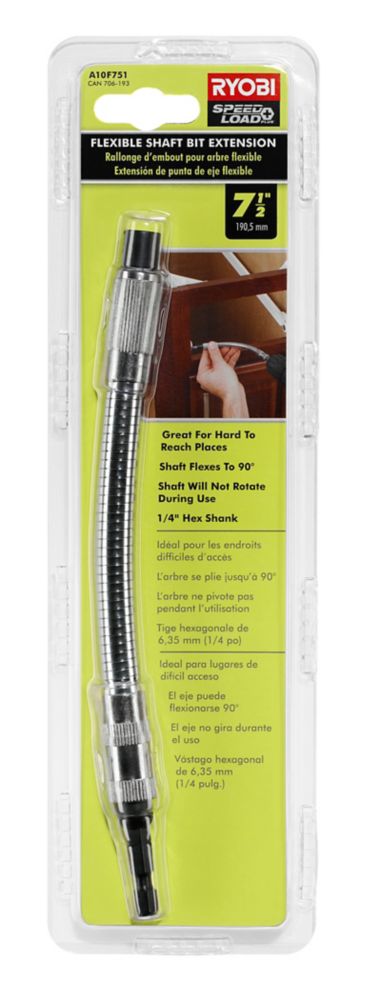 A10F751
CAN 706-193
RYOBI
SPEED
LOAD+
PLUS
FLEXIBLE SHAFT BIT EXTENSION
Rallonge d'embout pour arbre flexible
Extensión de punta de eje flexible
7 1/2"
190,5 mm
Great For Hard To
Reach Places
Shaft Flexes To 90°
Shaft Will Not Rotate
During Use
1/4" Hex Shank
Idéal pour les endroits
difficiles d'accès
L'arbre se plie jusqu'à 90°
L'arbre ne pivote pas
pendant l'utilisation
Tige hexagonale de
6,35 mm (1/4 po)
Ideal para lugares de
difícil acceso
El eje puede
flexionarse 90°
El eje no gira durante
el uso
Vástago hexagonal
de 6,35 mm
(1/4 pulg.)